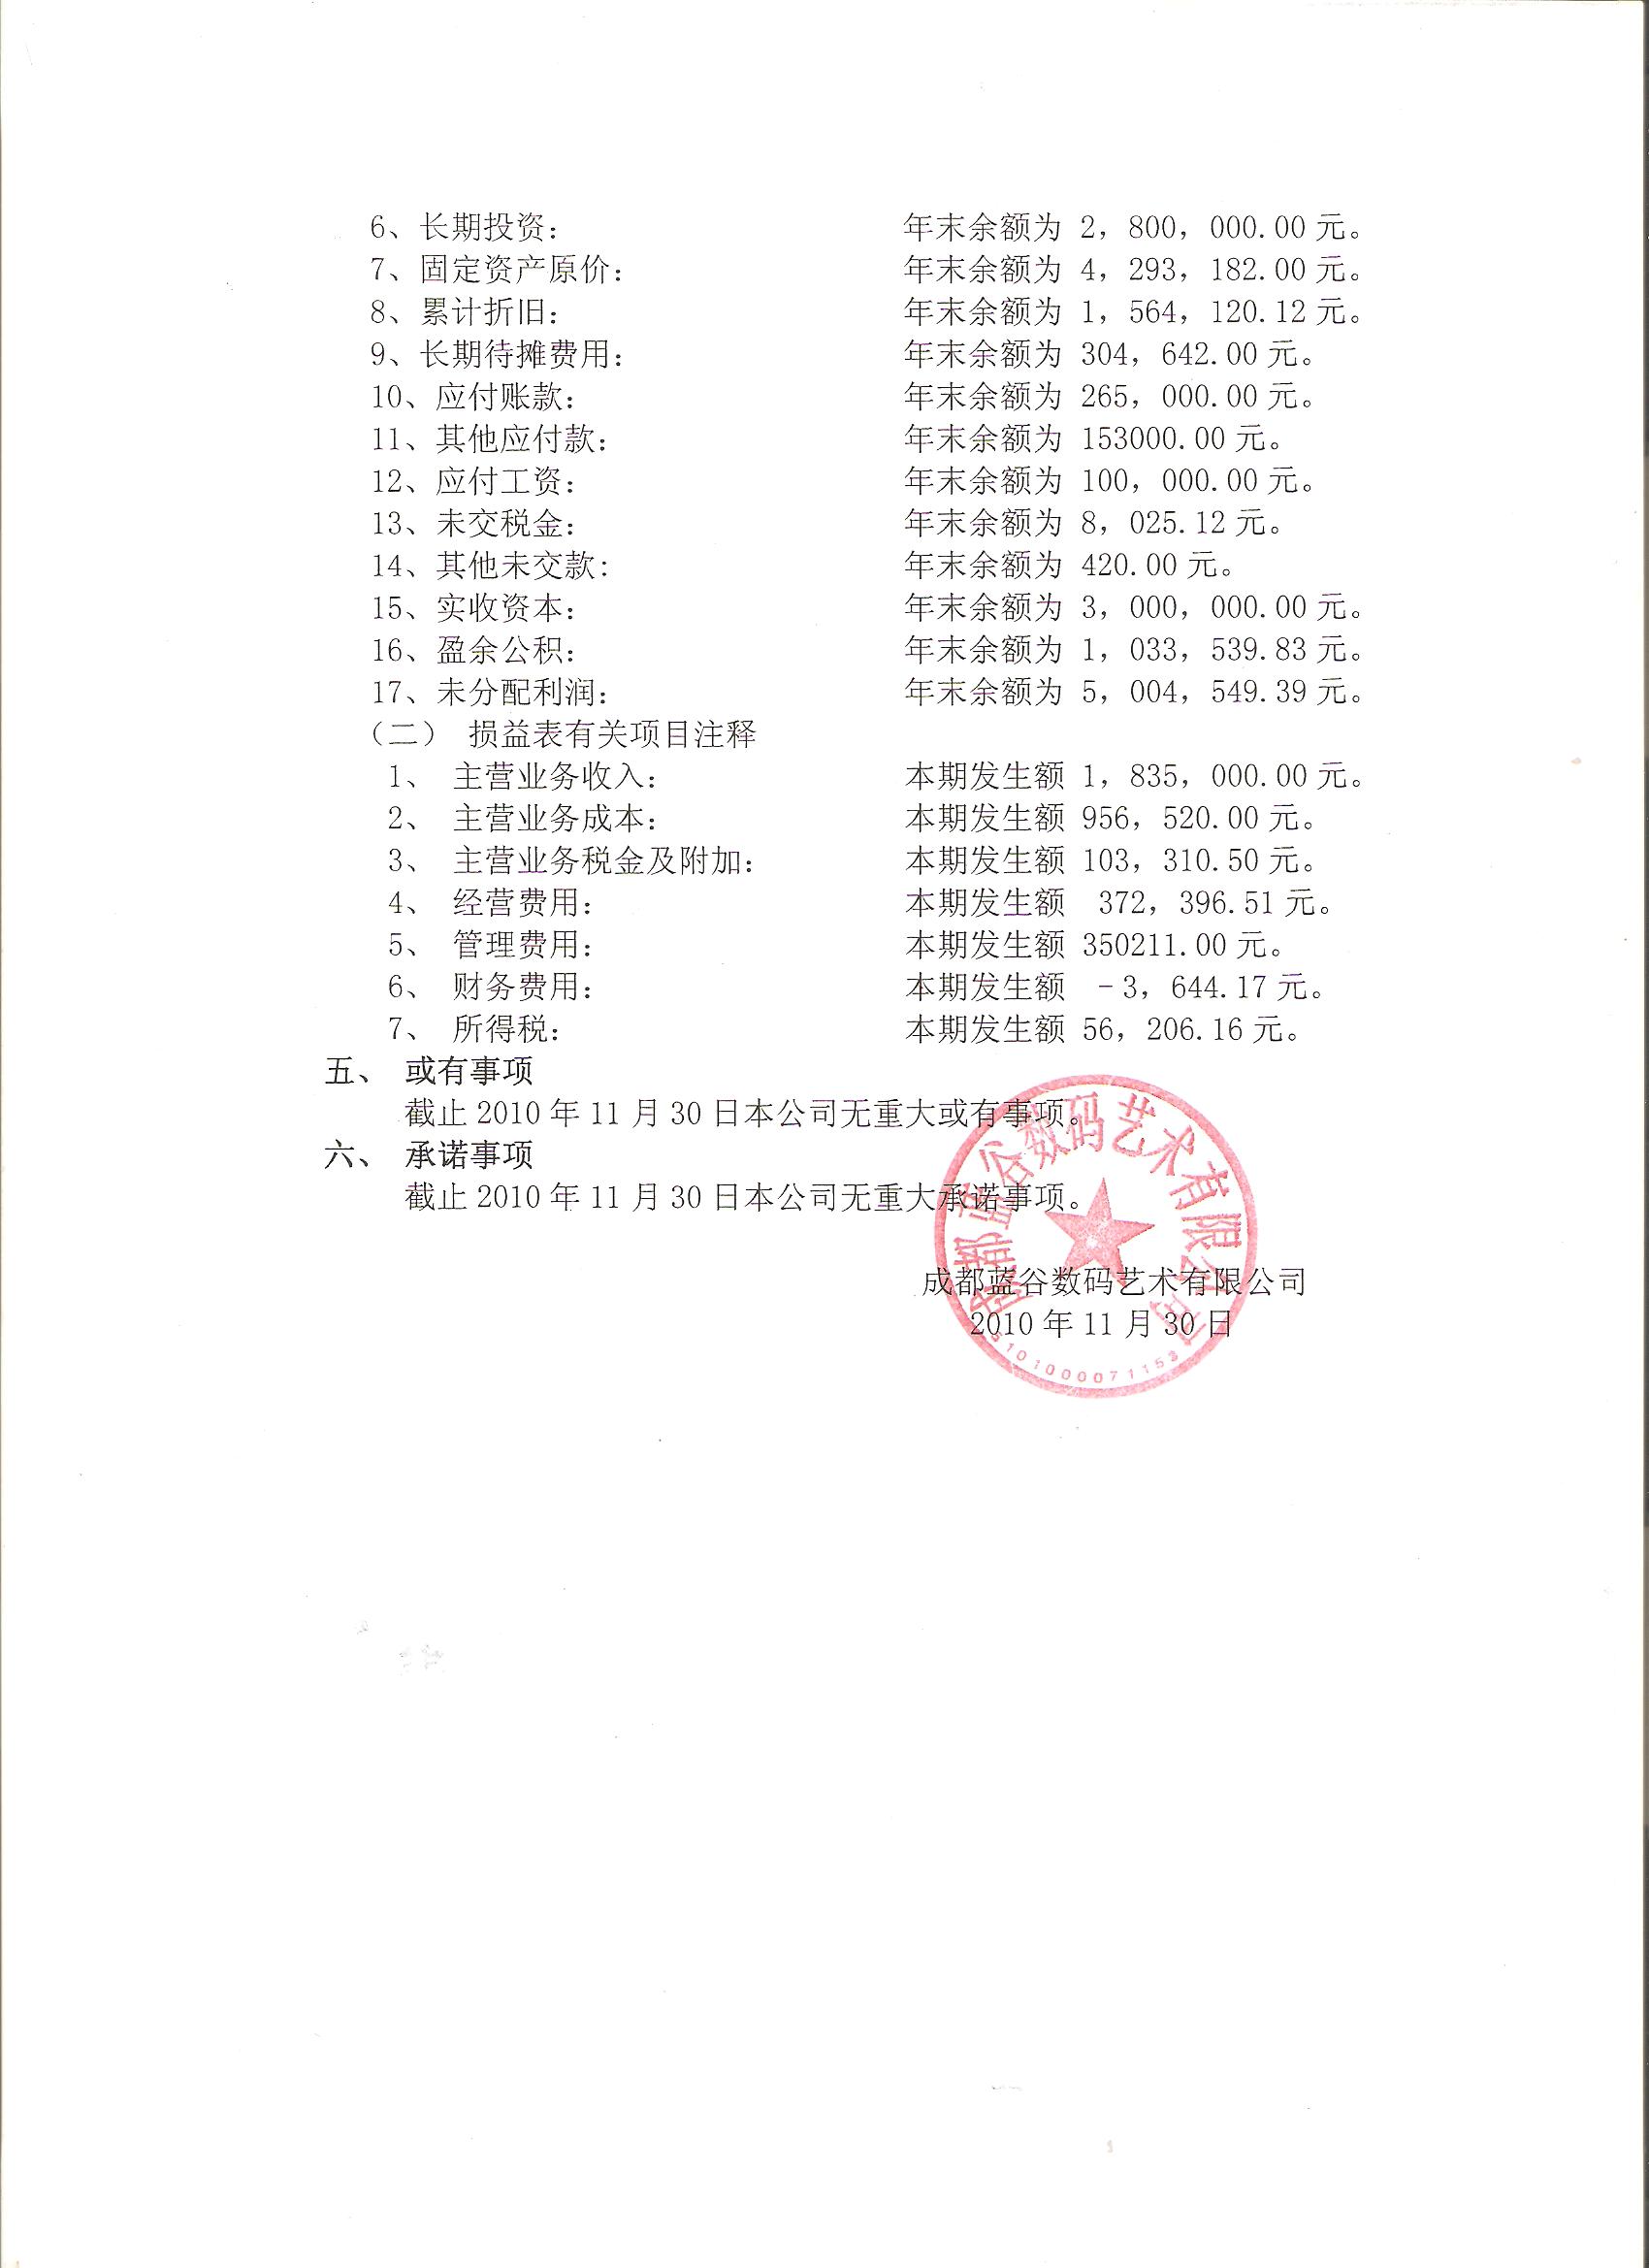 6、长期投资： 年末余额为 2，800，000.00 元。
7、固定资产原价： 年末余额为 4，293，182.00 元。
8、累计折旧： 年末余额为 1，564，120.12 元。
9、长期待摊费用： 年末余额为 304，642.00 元。
10、应付账款： 年末余额为 265，000.00 元。
11、其他应付款： 年末余额为 153000.00 元。
12、应付工资： 年末余额为 100，000.00 元。
13、未交税金： 年末余额为 8，025.12 元。
14、其他未交款： 年末余额为 420.00 元。
15、实收资本： 年末余额为 3，000，000.00 元。
16、盈余公积： 年末余额为 1，033，539.83 元。
17、未分配利润： 年末余额为 5，004，549.39 元。
（二） 损益表有关项目注释
1、 主营业务收入： 本期发生额 1，835，000.00 元。
2、 主营业务成本： 本期发生额 956，520.00 元。
3、 主营业务税金及附加： 本期发生额 103，310.50 元。
4、 经营费用： 本期发生额 372，396.51 元。
5、 管理费用： 本期发生额 350211.00 元。
6、 财务费用： 本期发生额 －3，644.17 元。
7、 所得税： 本期发生额 56，206.16 元。
五、 或有事项
截止 2010 年 11 月 30 日本公司无重大或有事项。
六、 承诺事项
截止 2010 年 11 月 30 日本公司无重大承诺事项。
成都蓝谷数码艺术有限公司
2010 年 11 月 30 日
成都蓝谷数码艺术有限公司
5101000071153